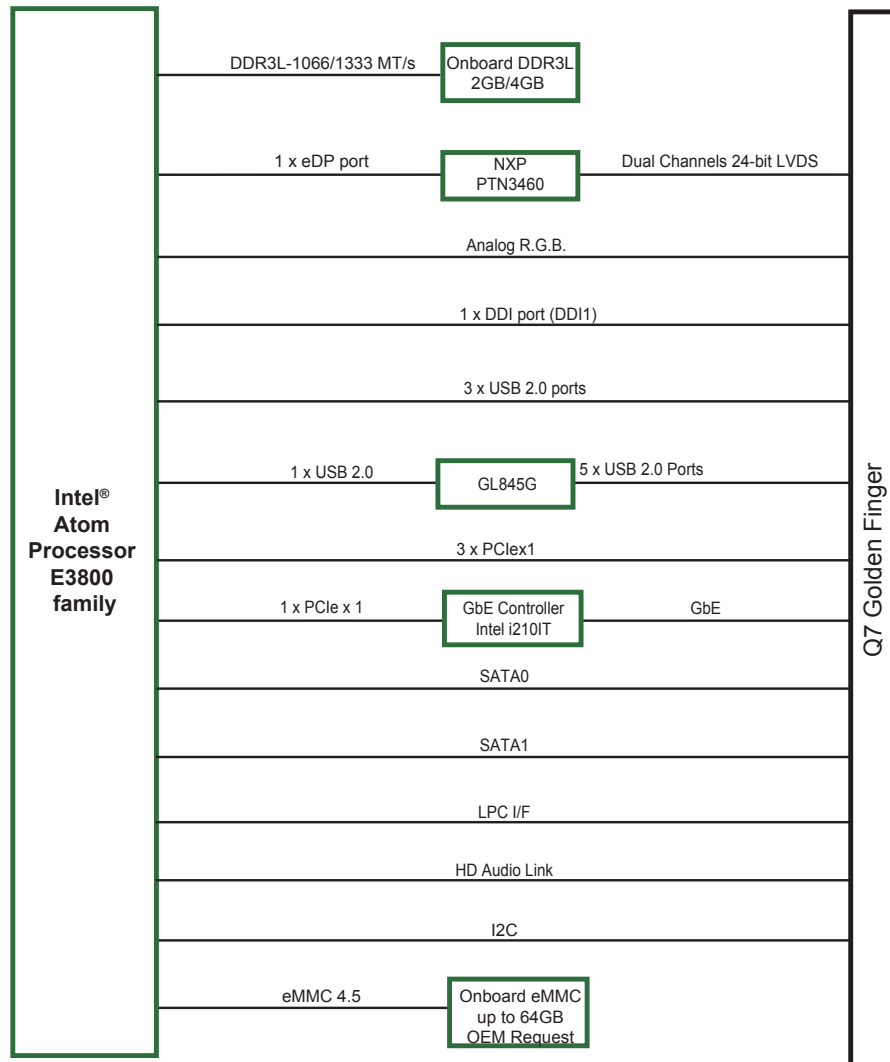 DDR3L-1066/1333 MT/s
Onboard DDR3L
2GB/4GB
1 x eDP port
NXP
PTN3460
Dual Channels 24-bit LVDS
Analog R.G.B.
1 x DDI port (DDI1)
3 x USB 2.0 ports
1 x USB 2.0
GL845G
5 x USB 2.0 Ports
Intel®
Atom
Processor
E3800
family
3 x PCIex1
1 x PCIe x 1
GbE Controller
Intel i210IT
GbE
SATA0
SATA1
LPC I/F
HD Audio Link
I2C
eMMC 4.5
Onboard eMMC
up to 64GB
OEM Request
Q7 Golden Finger